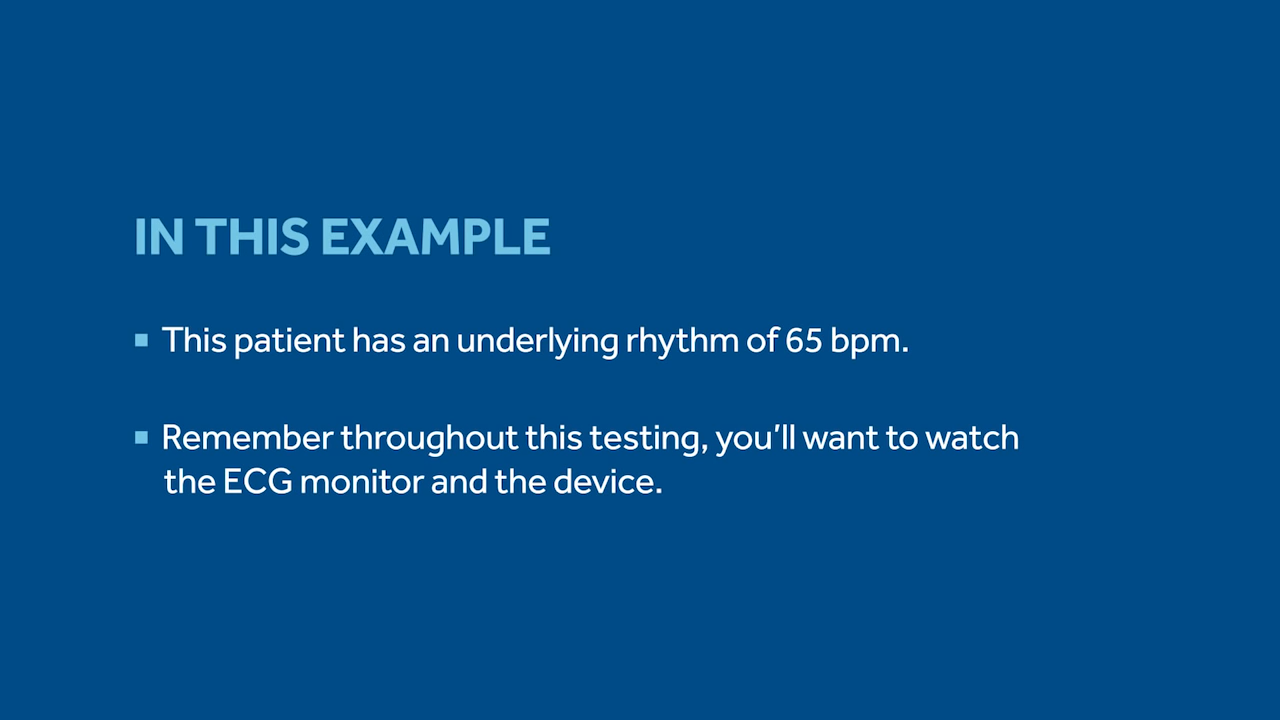 IN THIS EXAMPLE
▪ This patient has an underlying rhythm of 65 bpm.
▪ Remember throughout this testing, you'll want to watch
the ECG monitor and the device.